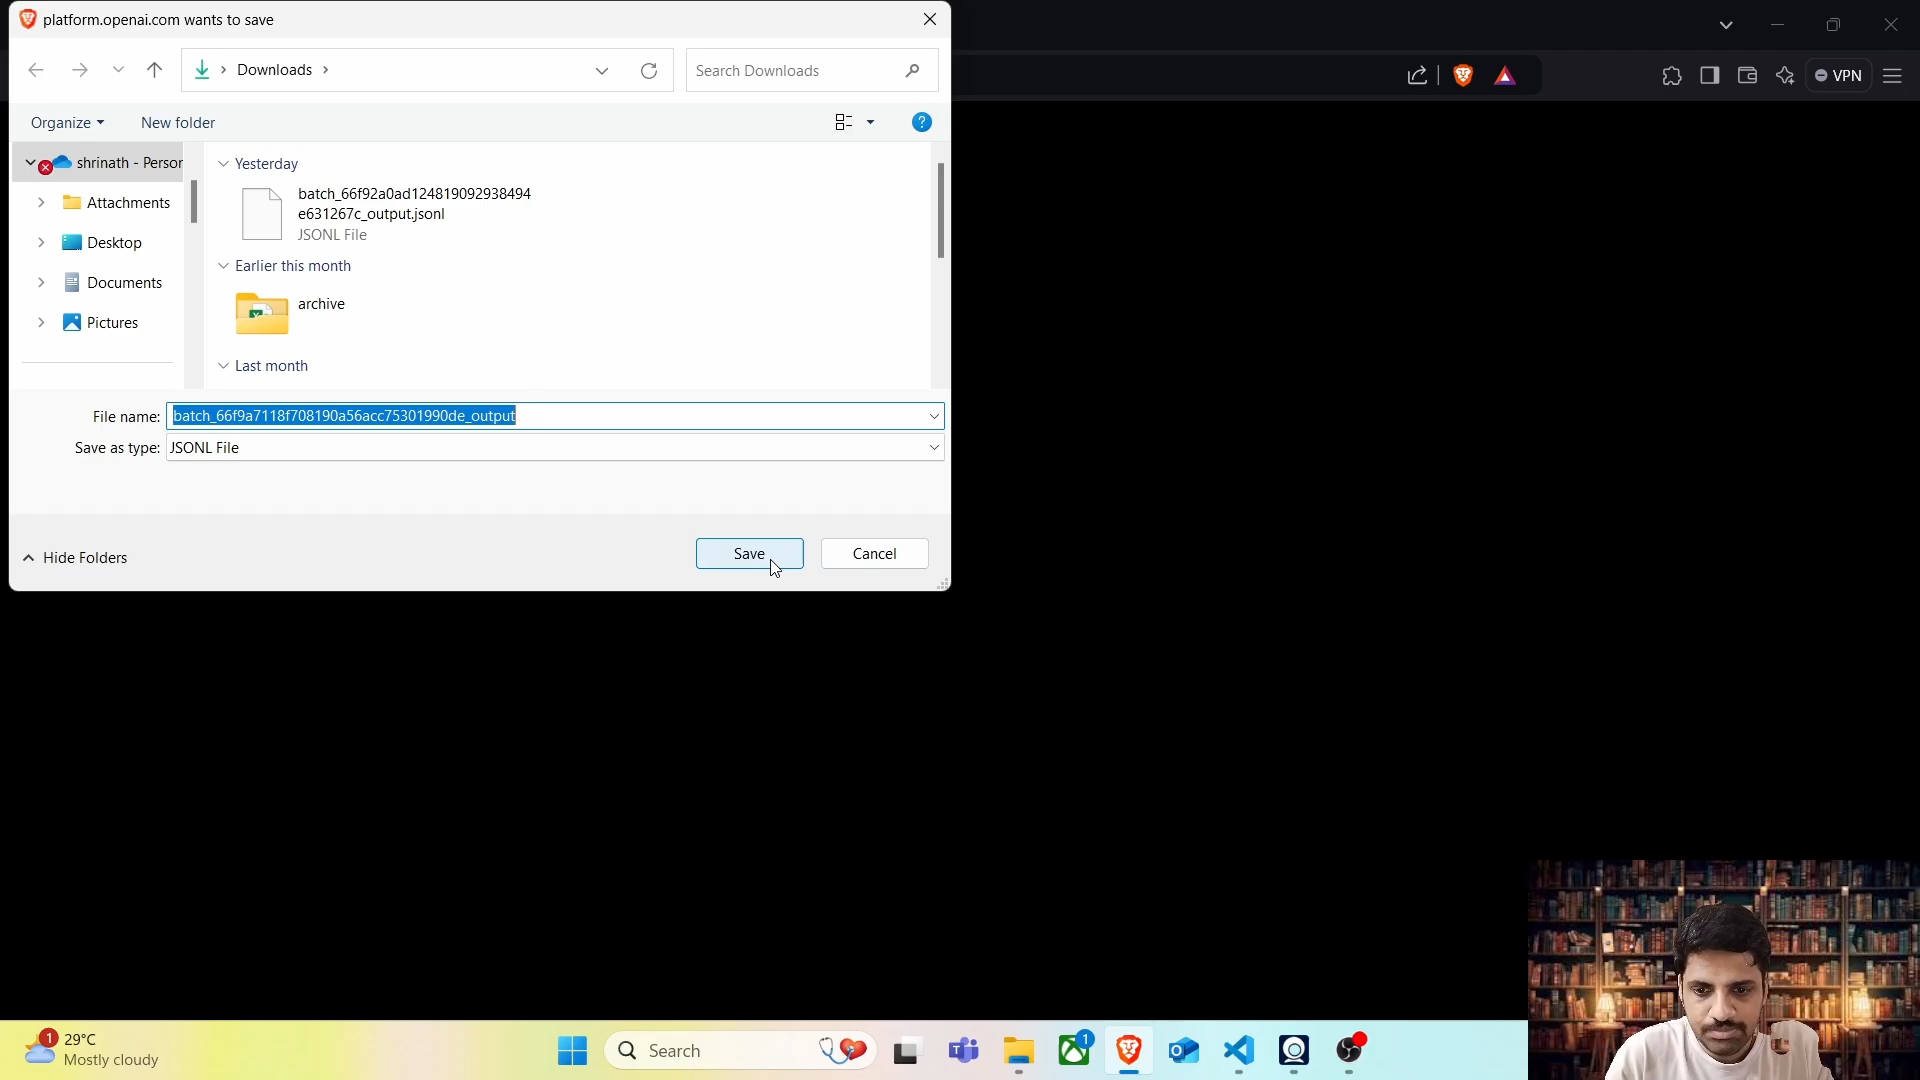 platform.openai.com wants to save
Downloads
Search Downloads
VPN
Organize
New folder
?
shrinath - Person
Attachments
Desktop
Documents
Pictures
Yesterday
batch_66f92a0ad124819092938494
e631267c_output.jsonl
JSONL File
Earlier this month
archive
Last month
File name: batch_66f9a7118f708190a56acc75301990de_output
Save as type: JSONL File
Hide Folders
Save
Cancel
1
29°C
Mostly cloudy
Search
1